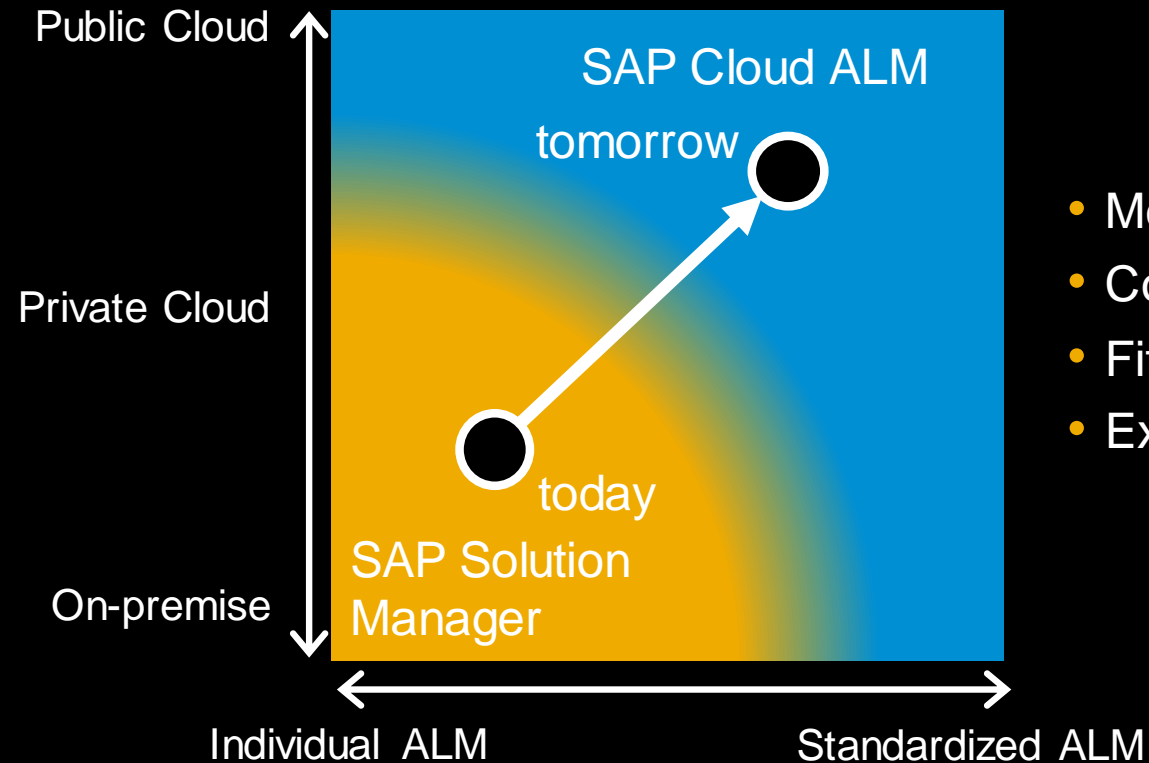 Public Cloud
SAP Cloud ALM
tomorrow
Private Cloud
today
SAP Solution
Manager
On-premise
Individual ALM
Standardized ALM